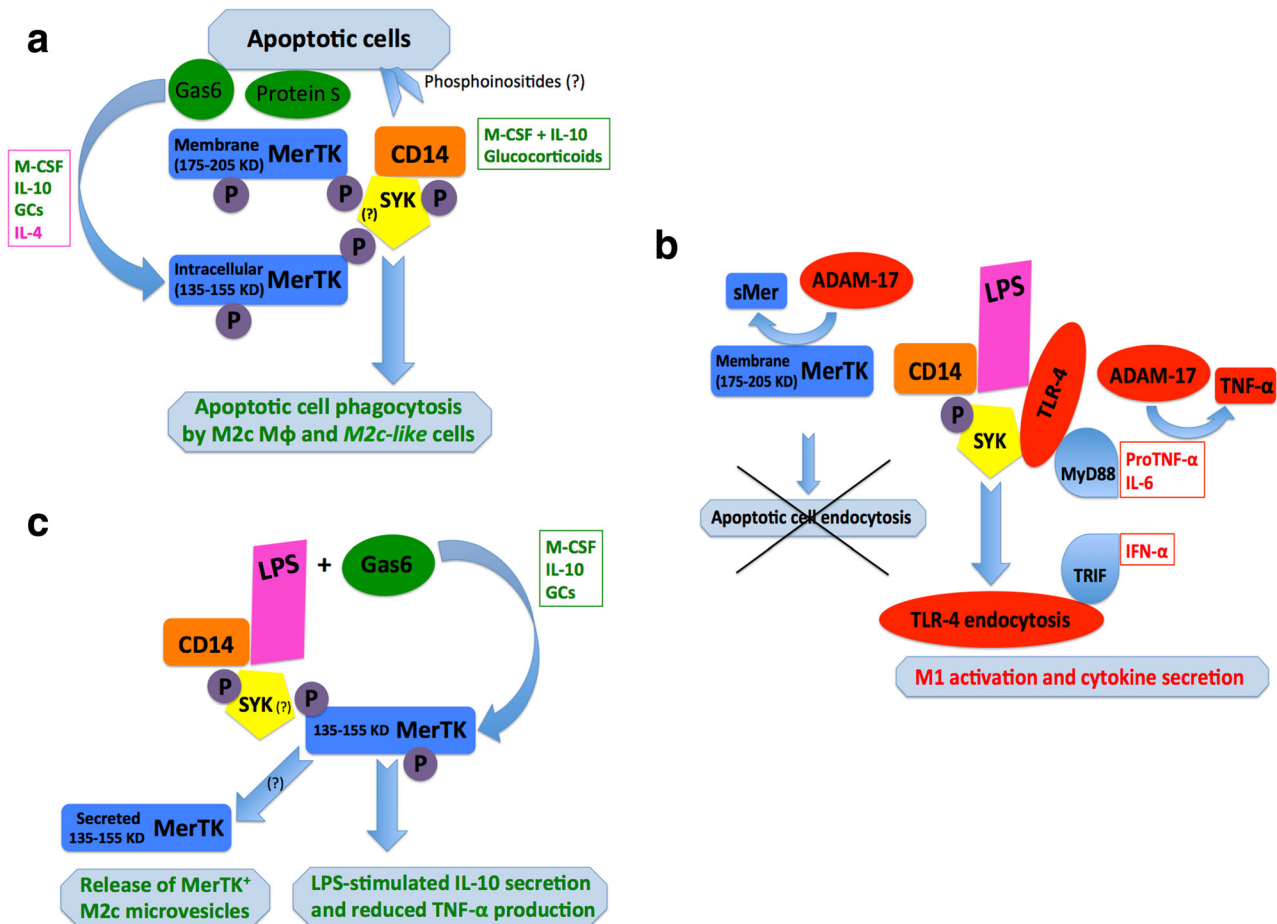 a
Apoptotic cells
Gas6
Protein S
Phosphoinositides (?)
M-CSF
IL-10
GCs
IL-4
Membrane
(175-205 KD) MerTK
P
P
CD14
SYK
(?)
P
M-CSF + IL-10
Glucocorticoids
P
Intracellular
(135-155 KD) MerTK
P
Apoptotic cell phagocytosis
by M2c Mϕ and M2c-like cells
b
sMer
ADAM-17
Membrane
(175-205 KD) MerTK
Apoptotic cell endocytosis
LPS
CD14
TLR-4
P
SYK
ADAM-17
TNF-α
MyD88
ProTNF-α
IL-6
IFN-α
TRIF
TLR-4 endocytosis
M1 activation and cytokine secretion
c
LPS + Gas6
M-CSF
IL-10
GCs
CD14
P
SYK (?)
P
135-155 KD MerTK
P
(?)
Secreted
135-155 KD MerTK
Release of MerTK⁺
M2c microvesicles
LPS-stimulated IL-10 secretion
and reduced TNF-α production